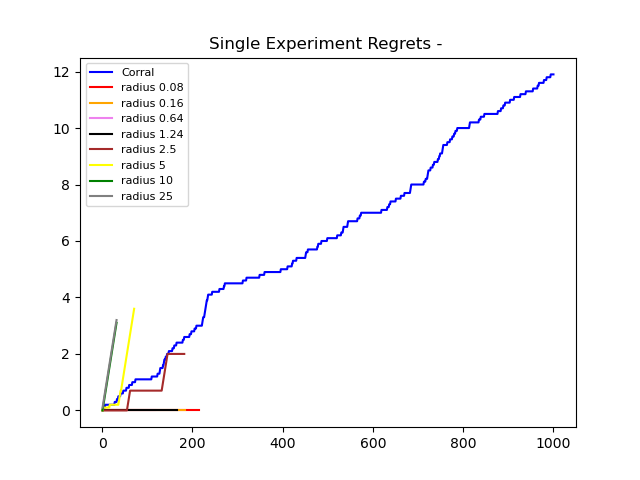 Single Experiment Regrets -
Corral
radius 0.08
radius 0.16
radius 0.64
radius 1.24
radius 2.5
radius 5
radius 10
radius 25
12
10
8
6
4
2
0
0 200 400 600 800 1000